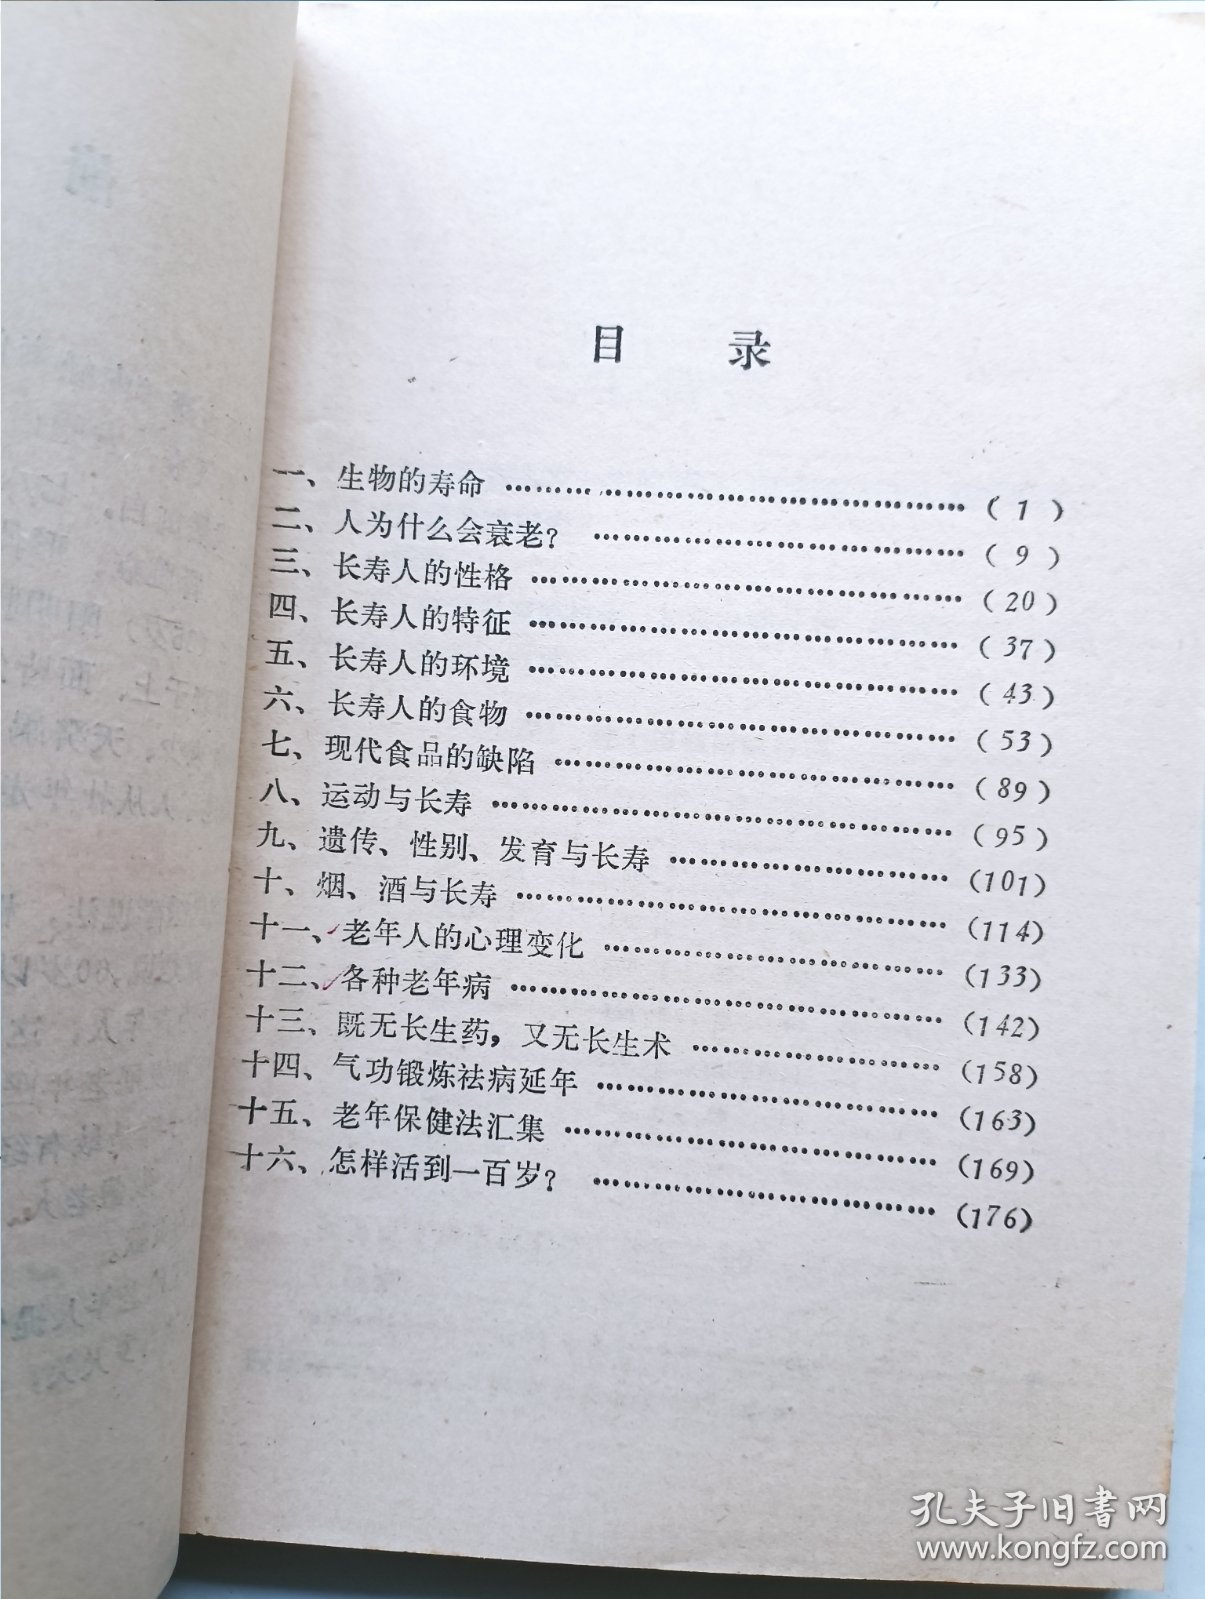 目 录
一、生物的寿命 ……………………………………… ( 1 )
二、人为什么会衰老？ ……………………………… ( 9 )
三、长寿人的性格 …………………………………… (20)
四、长寿人的特征 …………………………………… (37)
五、长寿人的环境 …………………………………… (43)
六、长寿人的食物 …………………………………… (53)
七、现代食品的缺陷 ………………………………… (89)
八、运动与长寿 ……………………………………… (95)
九、遗传、性别、发育与长寿 ……………………… (101)
十、烟、酒与长寿 …………………………………… (114)
十一、老年人的心理变化 …………………………… (133)
十二、各种老年病 …………………………………… (142)
十三、既无长生药，又无长生术 …………………… (158)
十四、气功锻炼祛病延年 …………………………… (163)
十五、老年保健法汇集 ……………………………… (169)
十六、怎样活到一百岁？ …………………………… (176)
孔夫子旧书网
www.kongfz.com